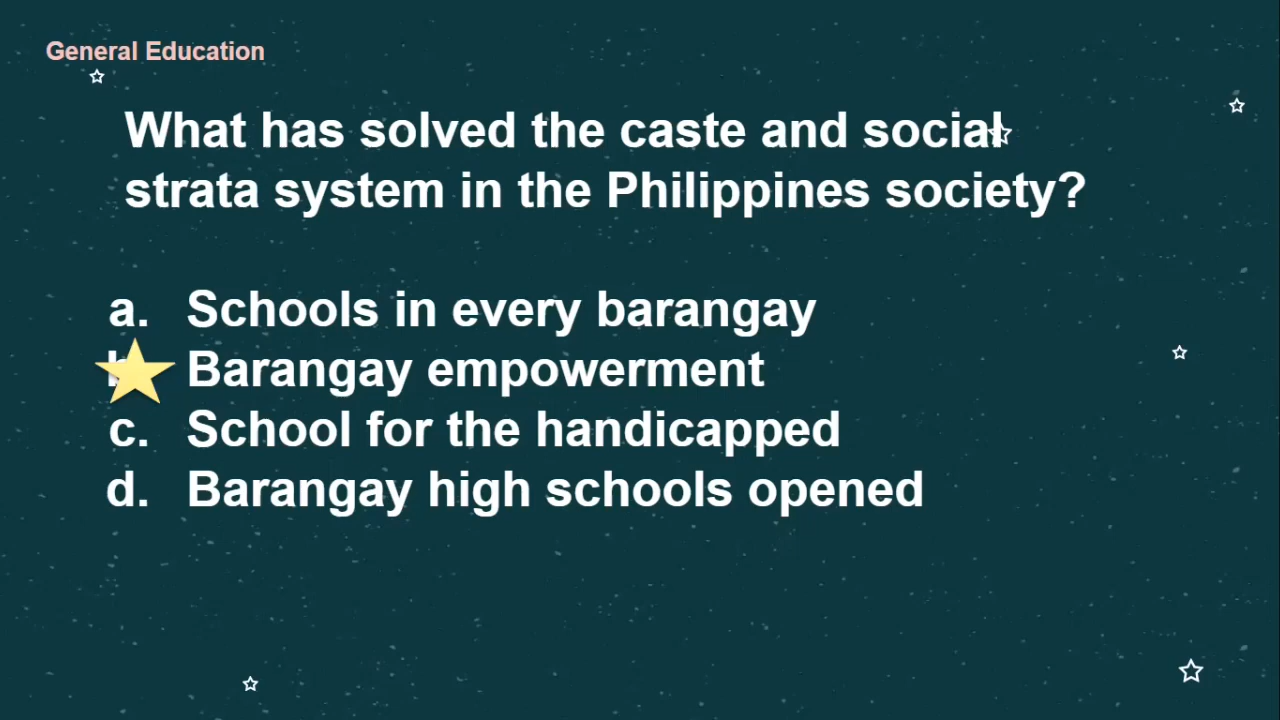 General Education
What has solved the caste and social
strata system in the Philippines society?
a. Schools in every barangay
Barangay empowerment
c. School for the handicapped
d. Barangay high schools opened